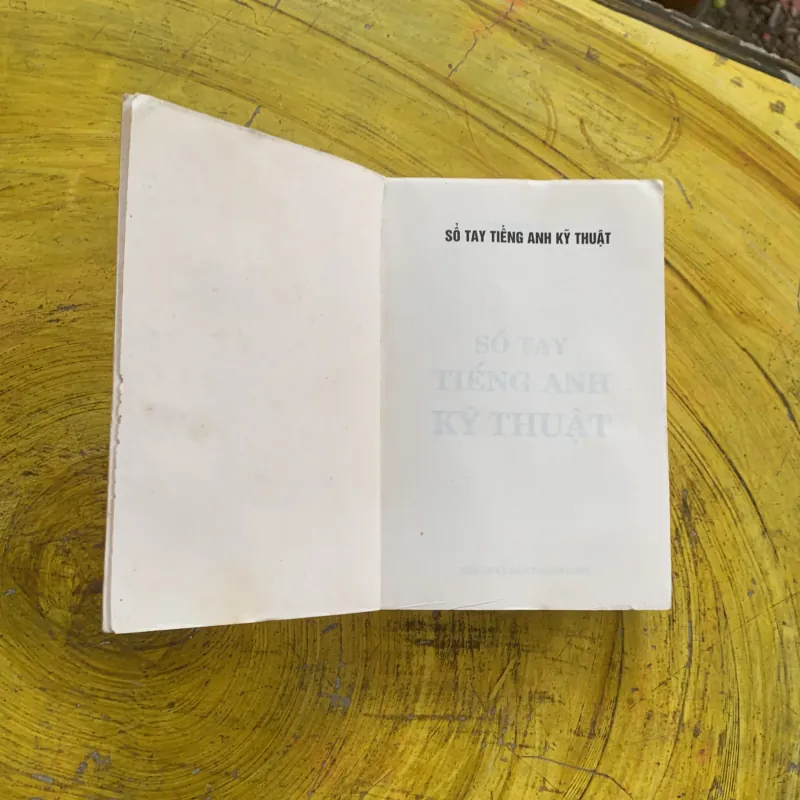 SỔ TAY TIẾNG ANH KỸ THUẬT
SỔ TAY
TIẾNG ANH
KỸ THUẬT